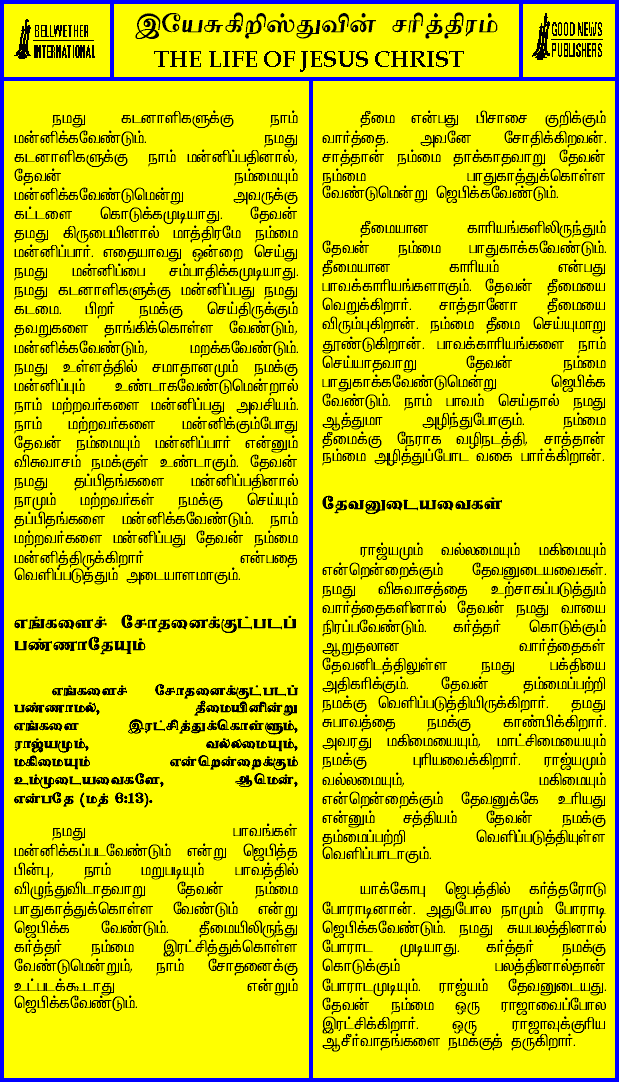 BELLWETHER
INTERNATIONAL
இயேசுகிறிஸ்துவின் சரித்திரம்
THE LIFE OF JESUS CHRIST
GOOD NEWS
PUBLISHERS
நமது கடனாளிகளுக்கு நாம்
மன்னிக்கவேண்டும். நமது
கடனாளிகளுக்கு நாம் மன்னிப்பதினால்,
தேவன் நம்மையும்
மன்னிக்கவேண்டுமென்று அவருக்கு
கட்டளை கொடுக்கமுடியாது. தேவன்
தமது கிருபையினால் மாத்திரமே நம்மை
மன்னிப்பார். எதையாவது ஒன்றை செய்து
நமது மன்னிப்பை சம்பாதிக்கமுடியாது.
நமது கடனாளிகளுக்கு மன்னிப்பது நமது
கடமை. பிறர் நமக்கு செய்திருக்கும்
தவறுகளை தாங்கிக்கொள்ள வேண்டும்,
மன்னிக்கவேண்டும், மறக்கவேண்டும்.
நமது உள்ளத்தில் சமாதானமும் நமக்கு
மன்னிப்பும் உண்டாகவேண்டுமென்றால்
நாம் மற்றவர்களை மன்னிப்பது அவசியம்.
நாம் மற்றவர்களை மன்னிக்கும்போது
தேவன் நம்மையும் மன்னிப்பார் என்னும்
விசுவாசம் நமக்குள் உண்டாகும். தேவன்
நமது தப்பிதங்களை மன்னிப்பதினால்
நாமும் மற்றவர்கள் நமக்கு செய்யும்
தப்பிதங்களை மன்னிக்கவேண்டும். நாம்
மற்றவர்களை மன்னிப்பது தேவன் நம்மை
மன்னித்திருக்கிறார் என்பதை
வெளிப்படுத்தும் அடையாளமாகும்.
எங்களைச் சோதனைக்குட்படப்
பண்ணாதேயும்
எங்களைச் சோதனைக்குட்படப்
பண்ணாமல், தீமையினின்று
எங்களை இரட்சித்துக்கொள்ளும்,
ராஜ்யமும், வல்லமையும்,
மகிமையும் என்றென்றைக்கும்
உம்முடையவைகளே, ஆமென்,
என்பதே (மத் 6:13).
நமது பாவங்கள்
மன்னிக்கப்படவேண்டும் என்று ஜெபித்த
பின்பு, நாம் மறுபடியும் பாவத்தில்
விழுந்துவிடாதவாறு தேவன் நம்மை
பாதுகாத்துக்கொள்ள வேண்டும் என்று
ஜெபிக்க வேண்டும். தீமையிலிருந்து
கர்த்தர் நம்மை இரட்சித்துக்கொள்ள
வேண்டுமென்றும், நாம் சோதனைக்கு
உட்படக்கூடாது என்றும்
ஜெபிக்கவேண்டும்.
தீமை என்பது பிசாசை குறிக்கும்
வார்த்தை. அவனே சோதிக்கிறவன்.
சாத்தான் நம்மை தாக்காதவாறு தேவன்
நம்மை பாதுகாத்துக்கொள்ள
வேண்டுமென்று ஜெபிக்கவேண்டும்.
தீமையான காரியங்களிலிருந்தும்
தேவன் நம்மை பாதுகாக்கவேண்டும்.
தீமையான காரியம் என்பது
பாவக்காரியங்களாகும். தேவன் தீமையை
வெறுக்கிறார். சாத்தானோ தீமையை
விரும்புகிறான். நம்மை தீமை செய்யுமாறு
தூண்டுகிறான். பாவக்காரியங்களை நாம்
செய்யாதவாறு தேவன் நம்மை
பாதுகாக்கவேண்டுமென்று ஜெபிக்க
வேண்டும். நாம் பாவம் செய்தால் நமது
ஆத்துமா அழிந்துபோகும். நம்மை
தீமைக்கு நேராக வழிநடத்தி, சாத்தான்
நம்மை அழித்துப்போட வகை பார்க்கிறான்.
தேவனுடையவைகள்
ராஜ்யமும் வல்லமையும் மகிமையும்
என்றென்றைக்கும் தேவனுடையவைகள்.
நமது விசுவாசத்தை உற்சாகப்படுத்தும்
வார்த்தைகளினால் தேவன் நமது வாயை
நிரப்பவேண்டும். கர்த்தர் கொடுக்கும்
ஆறுதலான வார்த்தைகள்
தேவனிடத்திலுள்ள நமது பக்தியை
அதிகரிக்கும். தேவன் தம்மைப்பற்றி
நமக்கு வெளிப்படுத்தியிருக்கிறார். தமது
சுபாவத்தை நமக்கு காண்பிக்கிறார்.
அவரது மகிமையையும், மாட்சிமையையும்
நமக்கு புரியவைக்கிறார். ராஜ்யமும்
வல்லமையும், மகிமையும்
என்றென்றைக்கும் தேவனுக்கே உரியது
என்னும் சத்தியம் தேவன் நமக்கு
தம்மைப்பற்றி வெளிப்படுத்தியுள்ள
வெளிப்பாடாகும்.
யாக்கோபு ஜெபத்தில் கர்த்தரோடு
போராடினான். அதுபோல நாமும் போராடி
ஜெபிக்கவேண்டும். நமது சுயபலத்தினால்
போராட முடியாது. கர்த்தர் நமக்கு
கொடுக்கும் பலத்தினால்தான்
போராடமுடியும். ராஜ்யம் தேவனுடையது.
தேவன் நம்மை ஒரு ராஜாவைப்போல
இரட்சிக்கிறார். ஒரு ராஜாவுக்குரிய
ஆசீர்வாதங்களை நமக்குத் தருகிறார்.